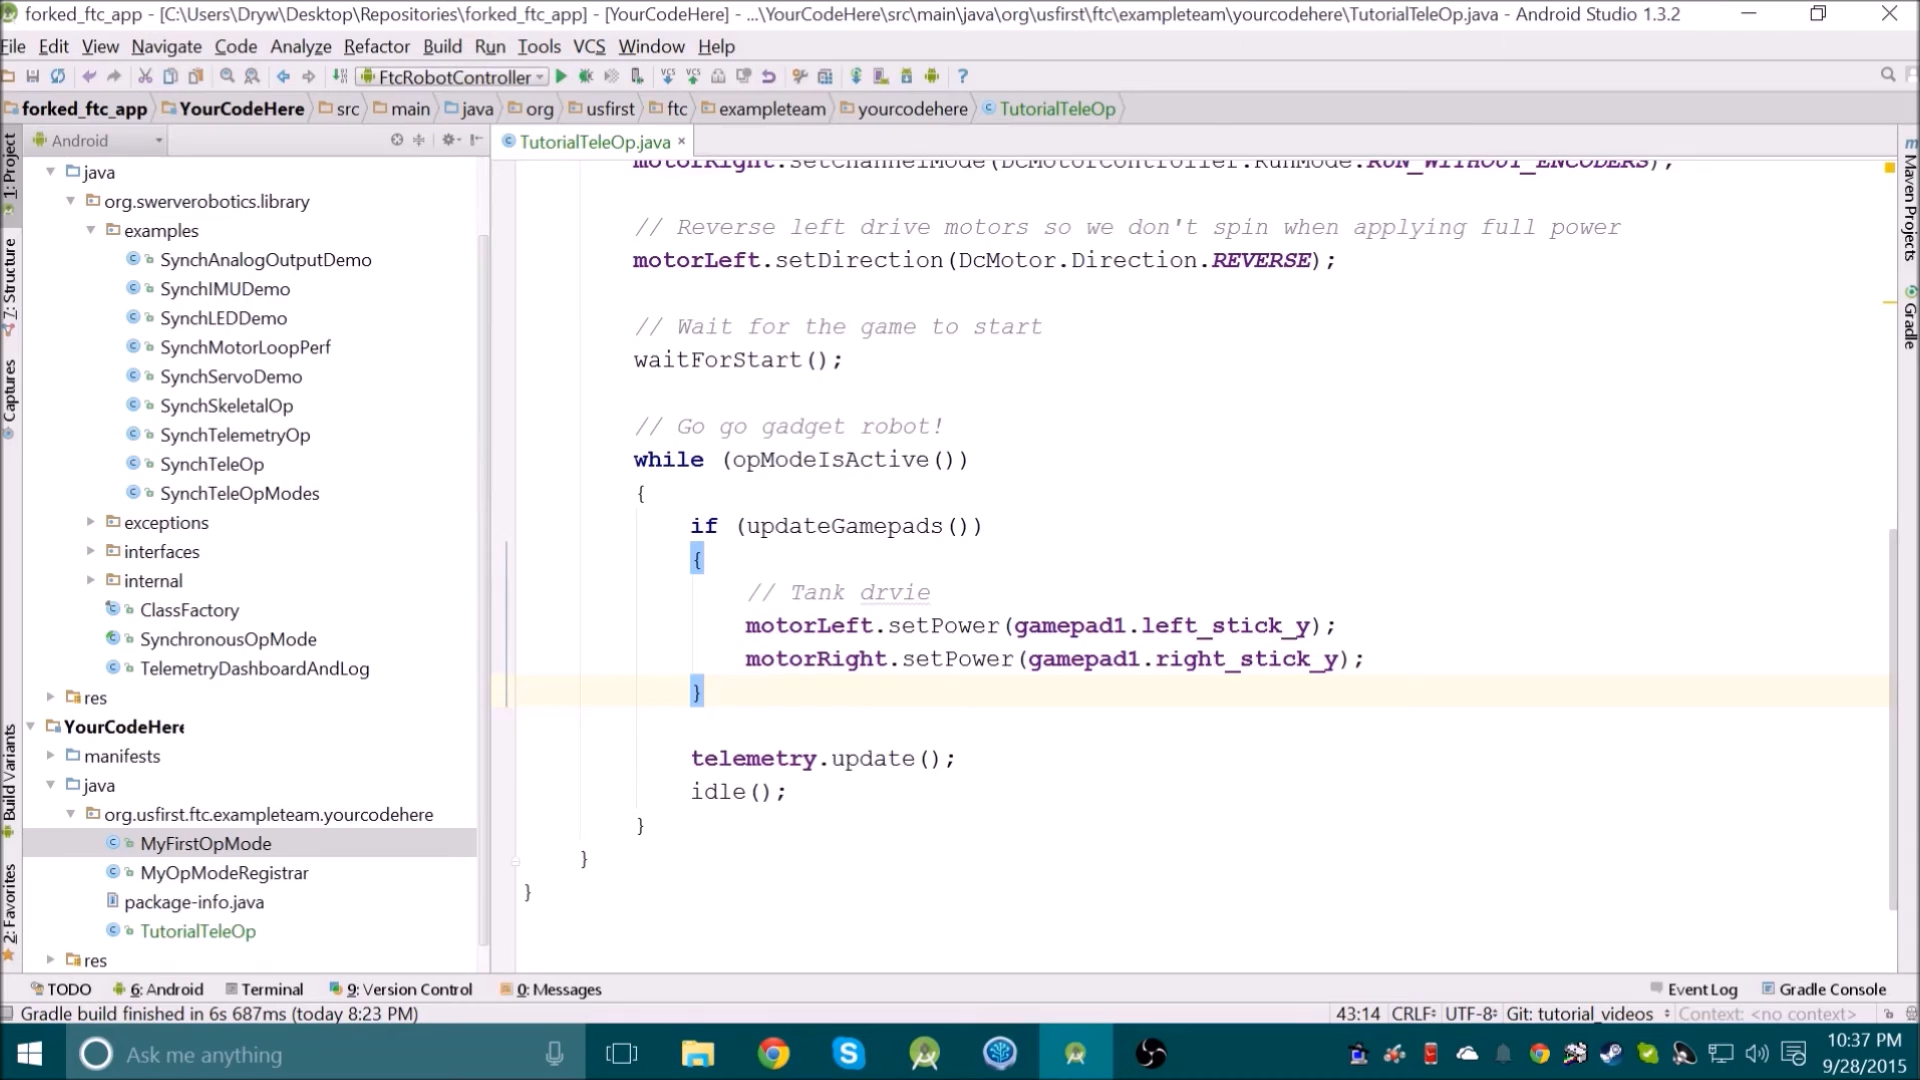 forked_ftc_app - [C:\Users\Dryw\Desktop\Repositories\forked_ftc_app] - [YourCodeHere] - ...\YourCodeHere\src\main\java\org\usfirst\ftc\exampleteam\yourcodehere\TutorialTeleOp.java - Android Studio 1.3.2
File Edit View Navigate Code Analyze Refactor Build Run Tools VCS Window Help
FtcRobotController
forked_ftc_app YourCodeHere src main java org usfirst ftc exampleteam yourcodehere TutorialTeleOp
Android
TutorialTeleOp.java
1: Project
7: Structure
Captures
Build Variants
2: Favorites
java
org.swerverobotics.library
examples
SynchAnalogOutputDemo
SynchIMUDemo
SynchLEDDemo
SynchMotorLoopPerf
SynchServoDemo
SynchSkeletalOp
SynchTelemetryOp
SynchTeleOp
SynchTeleOpModes
exceptions
interfaces
internal
ClassFactory
SynchronousOpMode
TelemetryDashboardAndLog
res
YourCodeHere
manifests
java
org.usfirst.ftc.exampleteam.yourcodehere
MyFirstOpMode
MyOpModeRegistrar
package-info.java
TutorialTeleOp
res
motorRight.setChannelMode(DcMotorController.RunMode.RUN_WITHOUT_ENCODERS);
// Reverse left drive motors so we don't spin when applying full power
motorLeft.setDirection(DcMotor.Direction.REVERSE);
// Wait for the game to start
waitForStart();
// Go go gadget robot!
while (opModeIsActive())
{
if (updateGamepads())
{
// Tank drvie
motorLeft.setPower(gamepad1.left_stick_y);
motorRight.setPower(gamepad1.right_stick_y);
}
telemetry.update();
idle();
}
}
}
Maven Projects
Gradle
TODO 6: Android Terminal 9: Version Control 0: Messages Event Log Gradle Console
Gradle build finished in 6s 687ms (today 8:23 PM) 43:14 CRLF UTF-8 Git: tutorial_videos Context: <no context>
Ask me anything
10:37 PM
9/28/2015